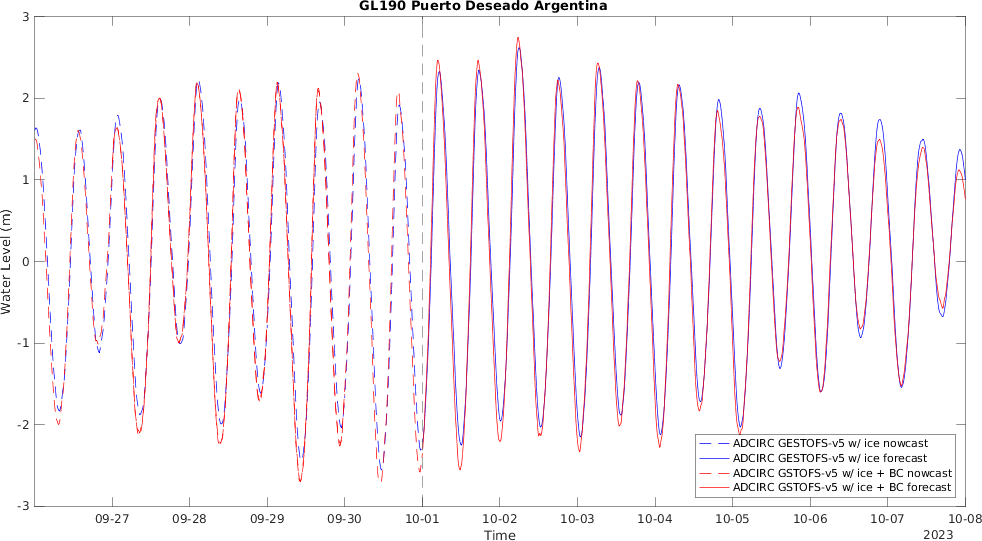 GL190 Puerto Deseado Argentina
Water Level (m)
3
2
1
0
-1
-2
-3
ADCIRC GESTOFS-v5 w/ ice nowcast
ADCIRC GESTOFS-v5 w/ ice forecast
ADCIRC GSTOFS-v5 w/ ice + BC nowcast
ADCIRC GSTOFS-v5 w/ ice + BC forecast
09-27 09-28 09-29 09-30 10-01 10-02 10-03 10-04 10-05 10-06 10-07 10-08
Time
2023